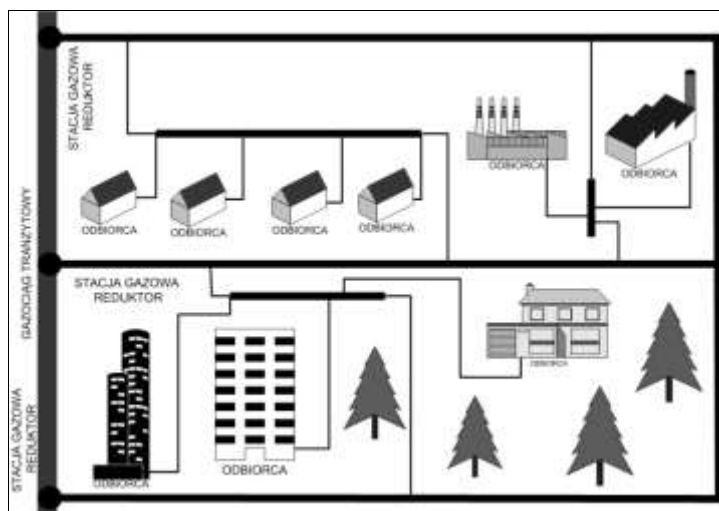 STACJA GAZOWA
REDUKTOR
ODBIORCA
ODBIORCA
ODBIORCA
ODBIORCA
ODBIORCA
ODBIORCA
GAZOCIĄG TRANZYTOWY
STACJA GAZOWA
REDUKTOR
ODBIORCA
ODBIORCA
ODBIORCA
STACJA GAZOWA
REDUKTOR